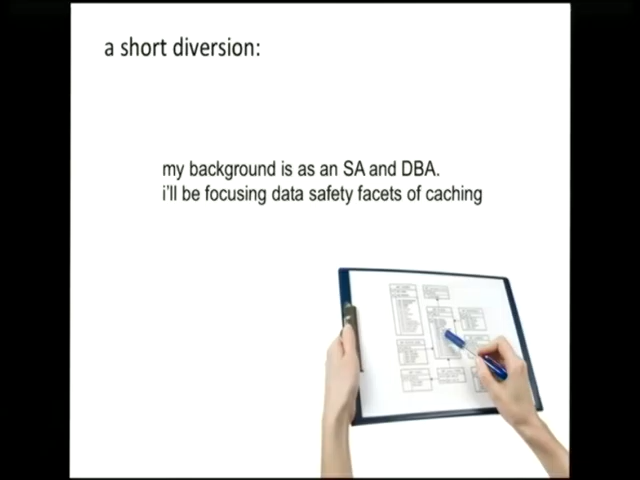 a short diversion:
my background is as an SA and DBA.
i'll be focusing data safety facets of caching